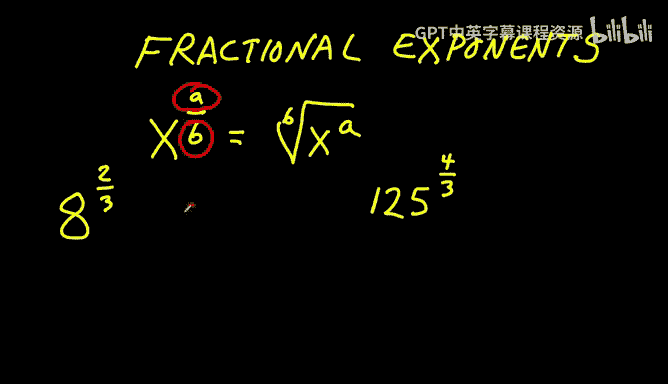 GPT中英字幕课程资源 bilibili
FRACTIONAL EXPONENTS
x^(a/b) = ᵇ√(x^a)
8^(2/3) 125^(4/3)